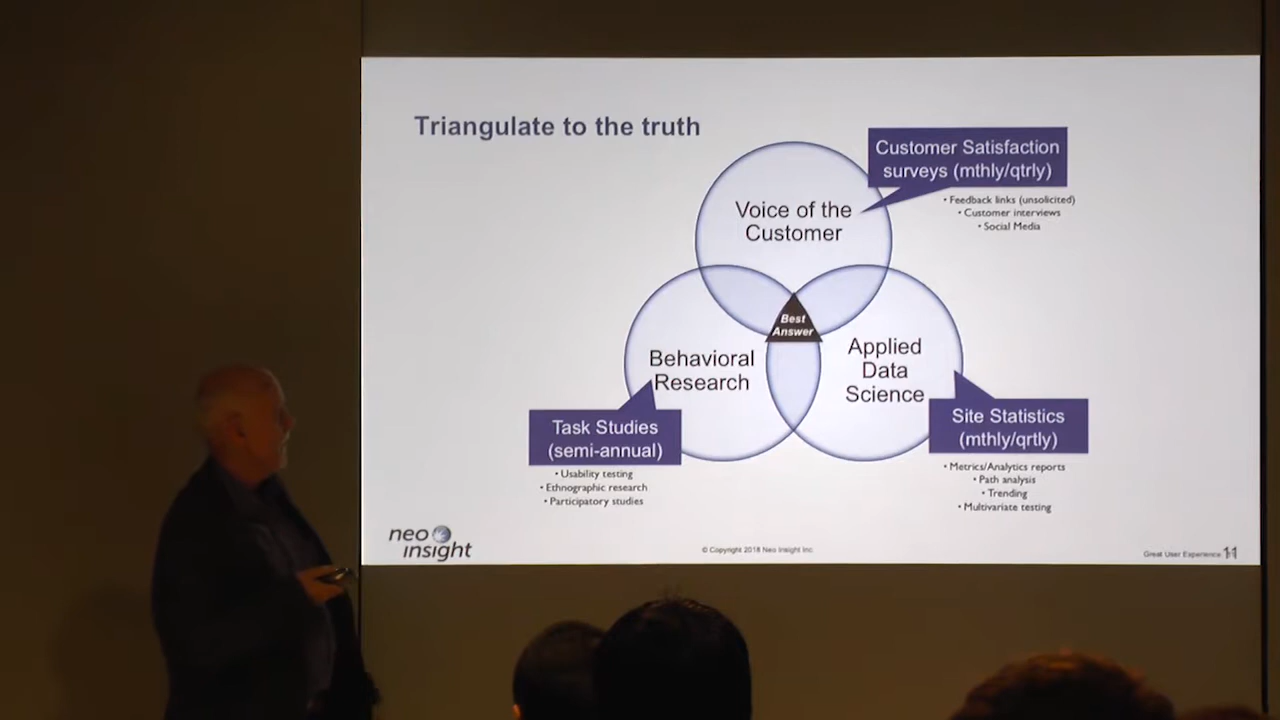 Triangulate to the truth
Customer Satisfaction
surveys (mthly/qtrly)
• Feedback links (unsolicited)
• Customer interviews
• Social Media
Voice of the
Customer
Best
Answer
Behavioral
Research
Applied
Data
Science
Task Studies
(semi-annual)
• Usability testing
• Ethnographic research
• Participatory studies
Site Statistics
(mthly/qrtly)
• Metrics/Analytics reports
• Path analysis
• Trending
• Multivariate testing
neo
insight
© Copyright 2018 Neo Insight Inc
Great User Experience 11